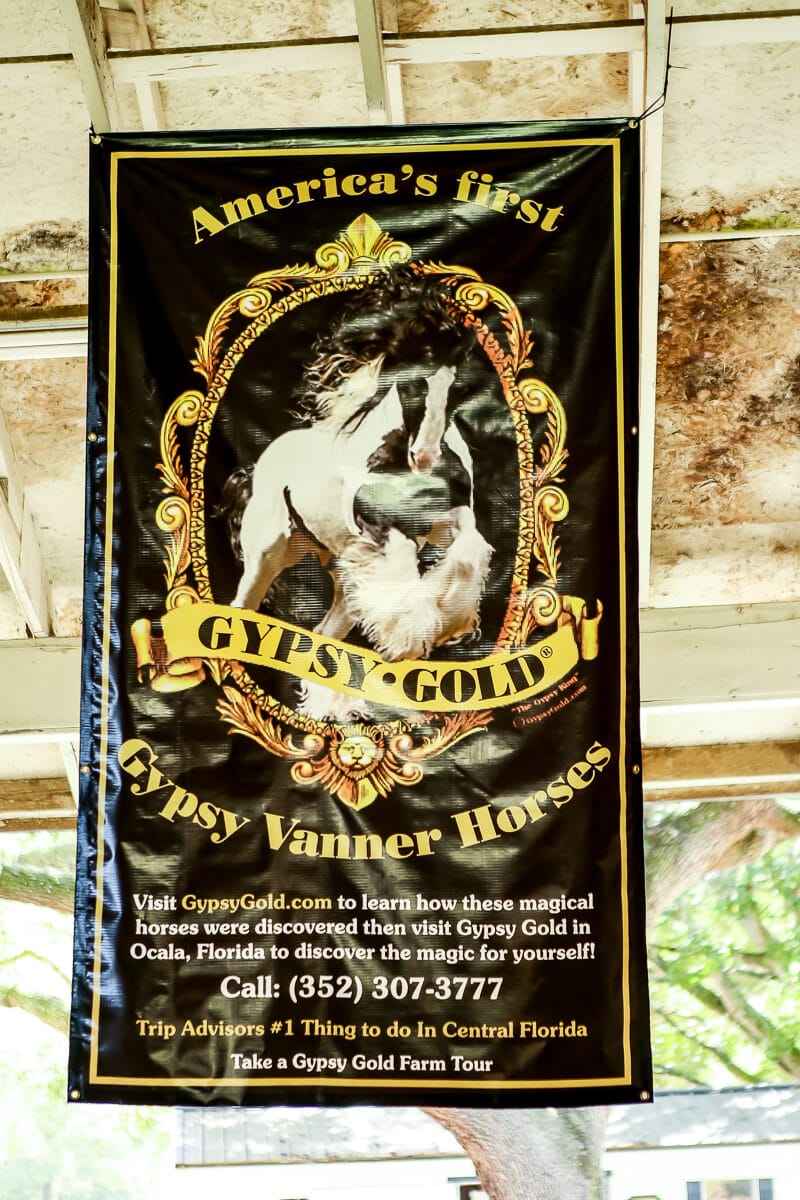 America's first
GYPSY·GOLD®
"The Gypsy King"
©GypsyGold.com
Gypsy Vanner Horses
Visit GypsyGold.com to learn how these magical
horses were discovered then visit Gypsy Gold in
Ocala, Florida to discover the magic for yourself!
Call: (352) 307-3777
Trip Advisors #1 Thing to do In Central Florida
Take a Gypsy Gold Farm Tour